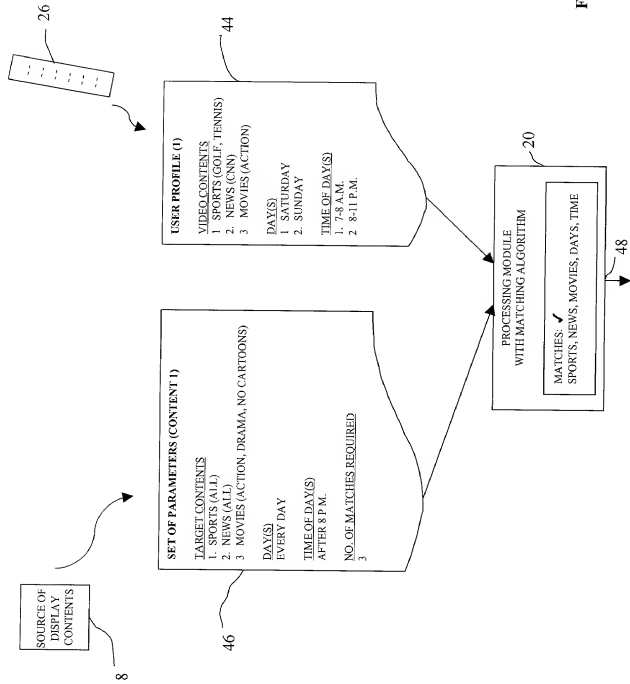 26
44
SOURCE OF
DISPLAY
CONTENTS
8
SET OF PARAMETERS (CONTENT 1)
TARGET CONTENTS
1. SPORTS (ALL)
2. NEWS (ALL)
3 MOVIES (ACTION, DRAMA, NO CARTOONS)
DAY(S)
EVERY DAY
TIME OF DAY(S)
AFTER 8 P M.
NO. OF MATCHES REQUIRED
3
46
USER PROFILE (1)
VIDEO CONTENTS
1 SPORTS (GOLF, TENNIS)
2. NEWS (CNN)
3 MOVIES (ACTION)
DAY(S)
1 SATURDAY
2. SUNDAY
TIME OF DAY(S)
1. 7-8 A.M.
2 8-11 P.M.
20
PROCESSING MODULE
WITH MATCHING ALGORITHM
MATCHES: ✓
SPORTS, NEWS, MOVIES, DAYS, TIME
48
F